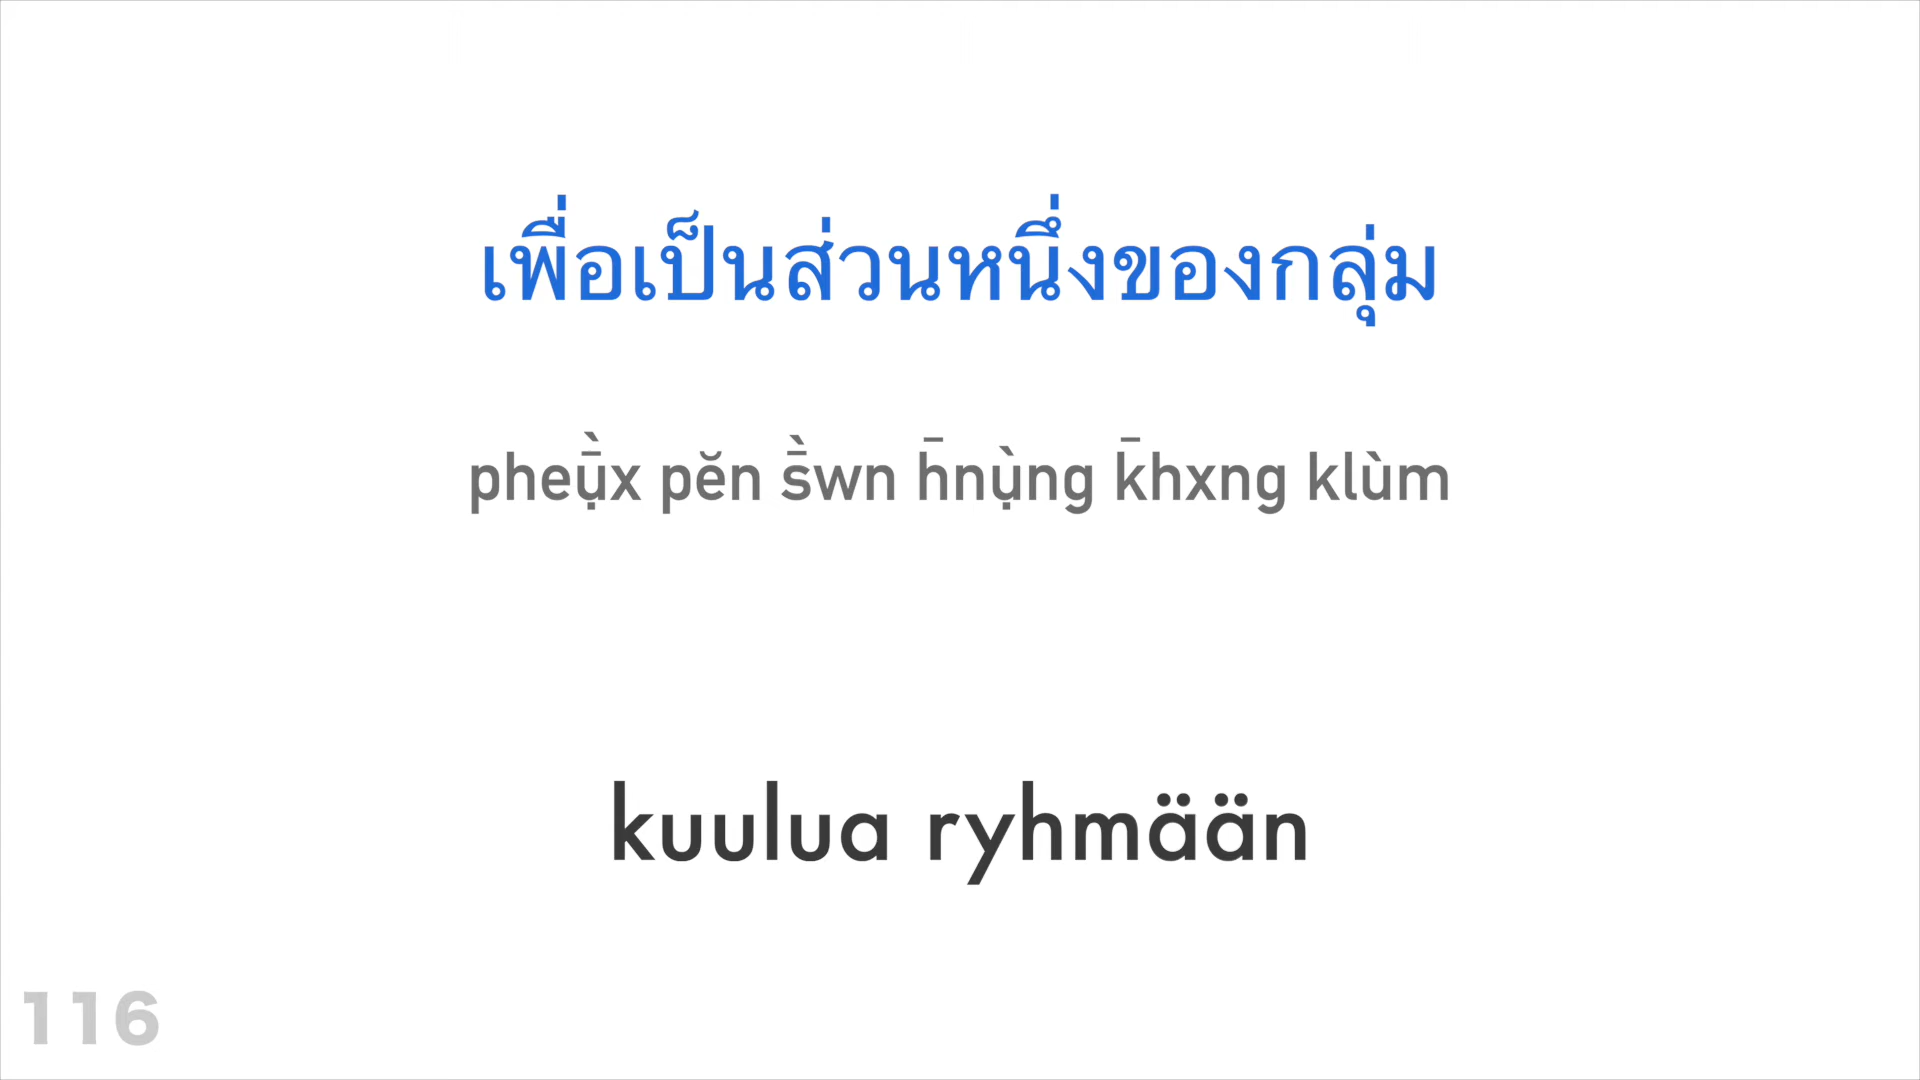 เพื่อเป็นส่วนหนึ่งของกลุ่ม
pheụ̄̀x pĕn s̄̀wn h̄nụ̀ng k̄hxng klùm
kuulua ryhmään
116